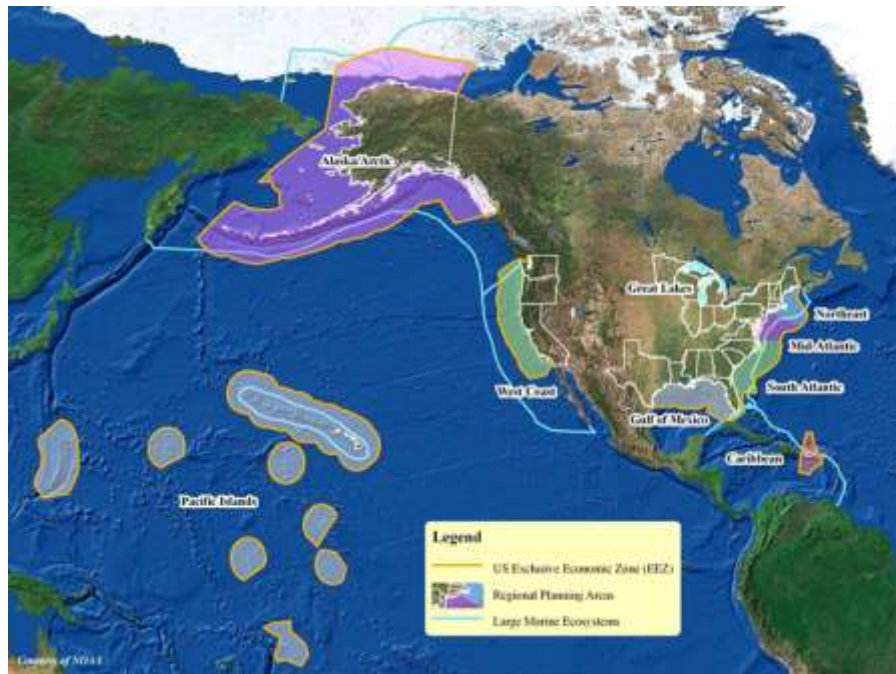 Alaska/Arctic
Great Lakes
Northeast
Mid-Atlantic
South Atlantic
West Coast
Gulf of Mexico
Caribbean
Pacific Islands
Legend
US Exclusive Economic Zone (EEZ)
Regional Planning Areas
Large Marine Ecosystems
Courtesy of NOAA